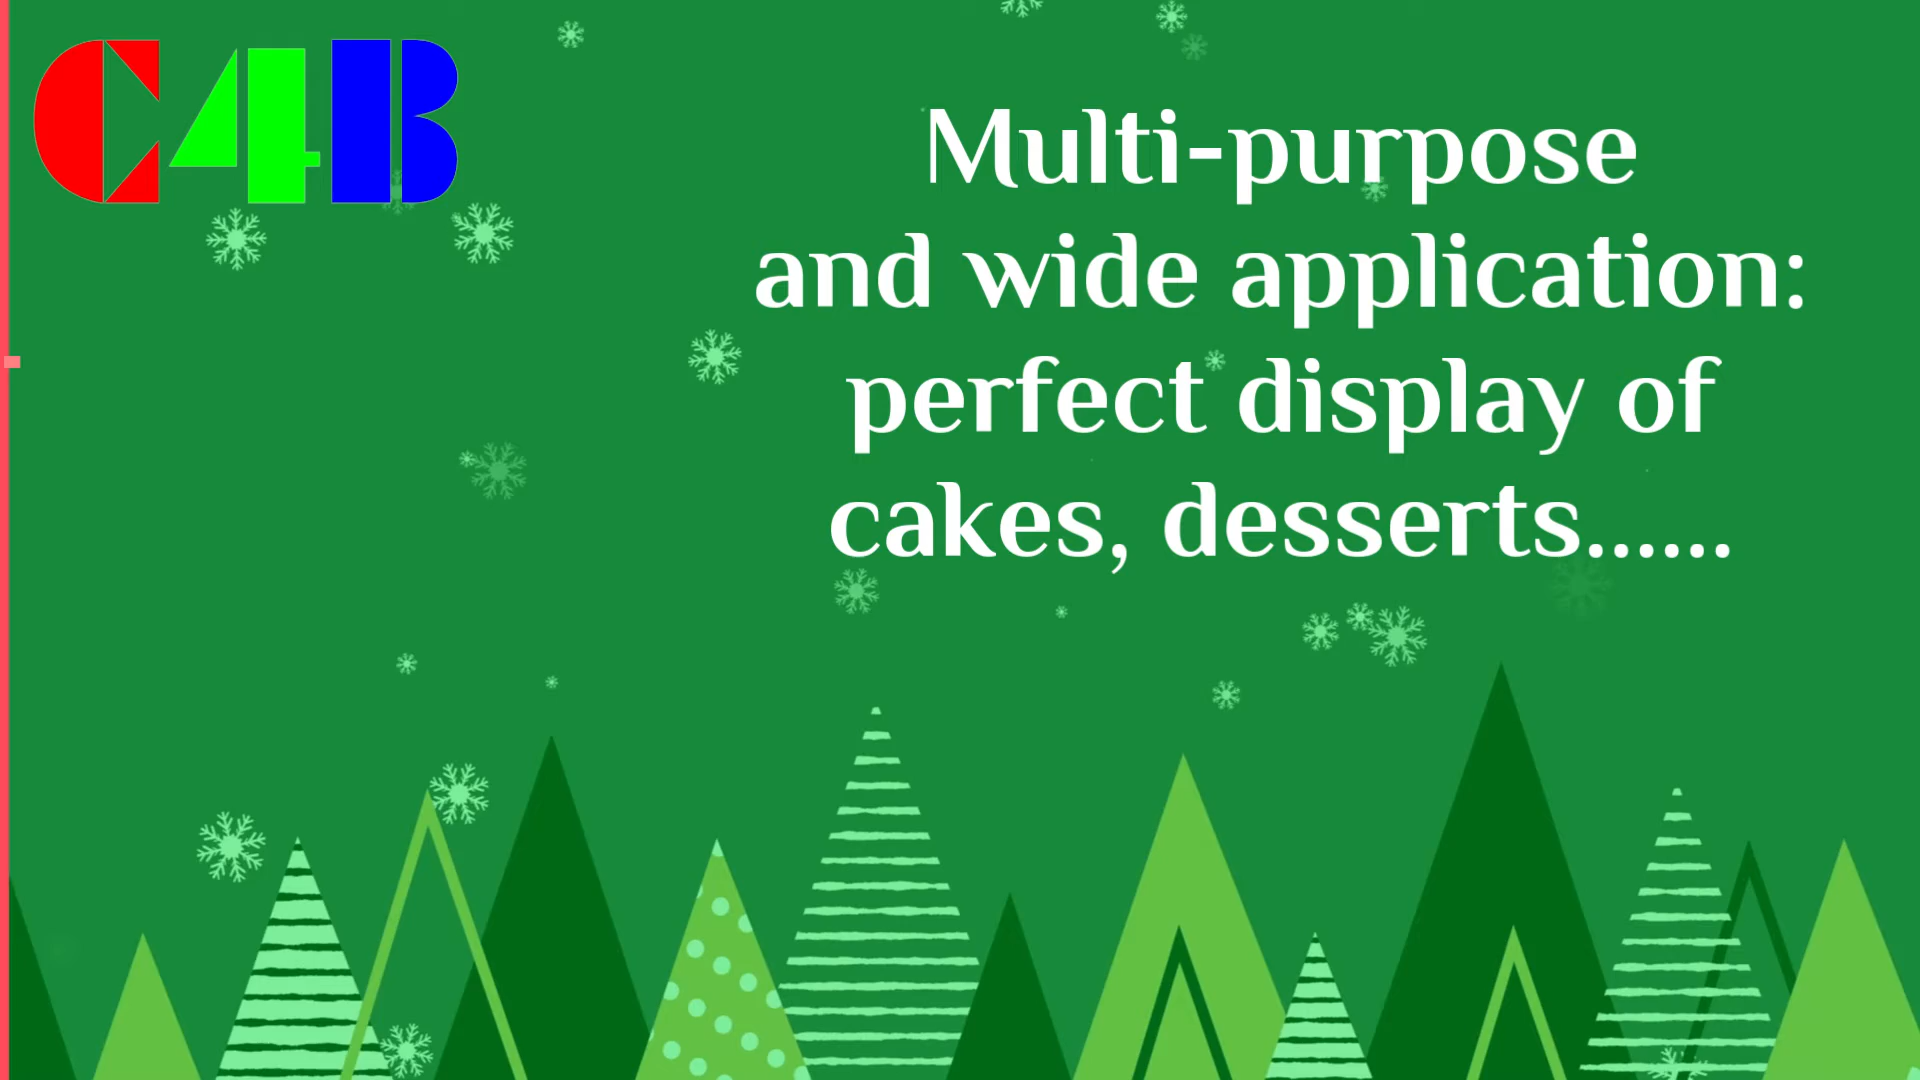 C4B
Multi-purpose
and wide application:
perfect display of
cakes, desserts......